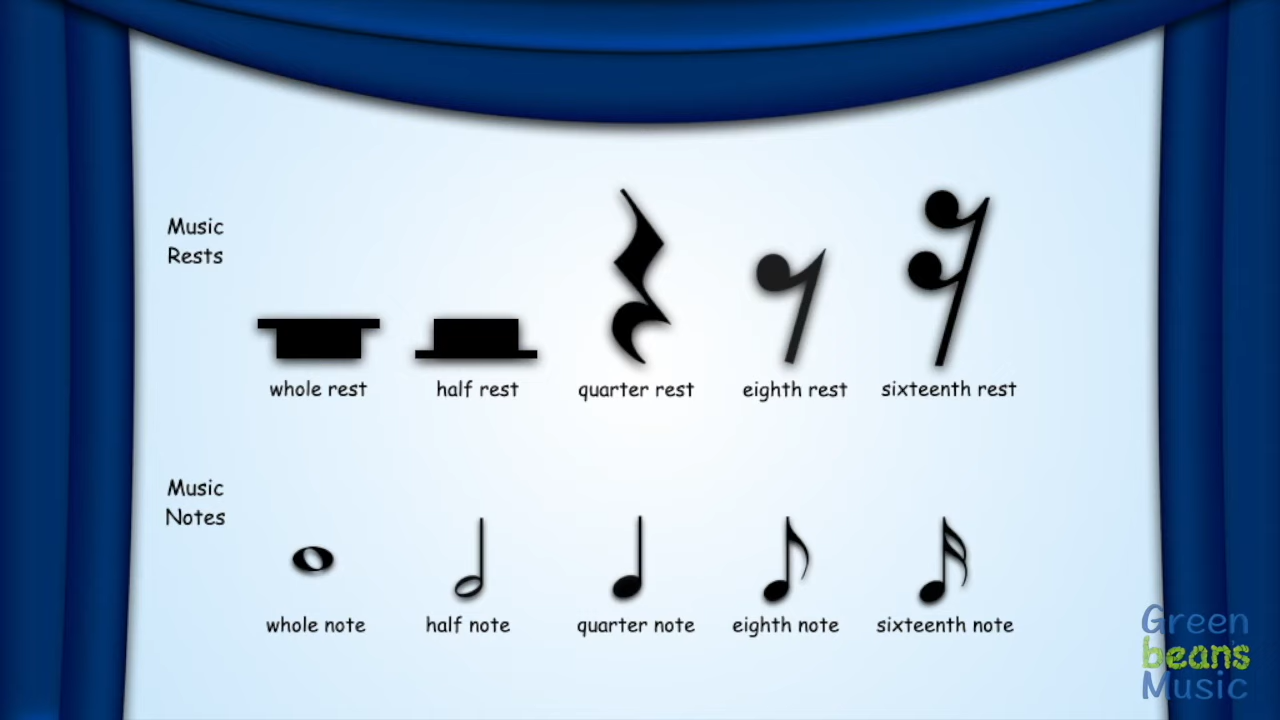 Music
Rests
whole rest
half rest
quarter rest
eighth rest
sixteenth rest
Music
Notes
whole note
half note
quarter note
eighth note
sixteenth note
Green
beans
Music